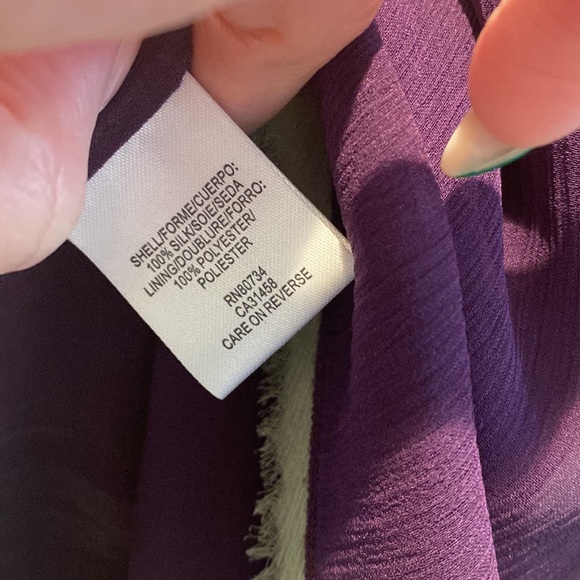 SHELL/FORME/CUERPO:
100% SILK/SOIE/SEDA
LINING/DOUBLURE/FORRO:
100% POLYESTER/
POLIESTER
RN80734
CA31458
CARE ON REVERSE